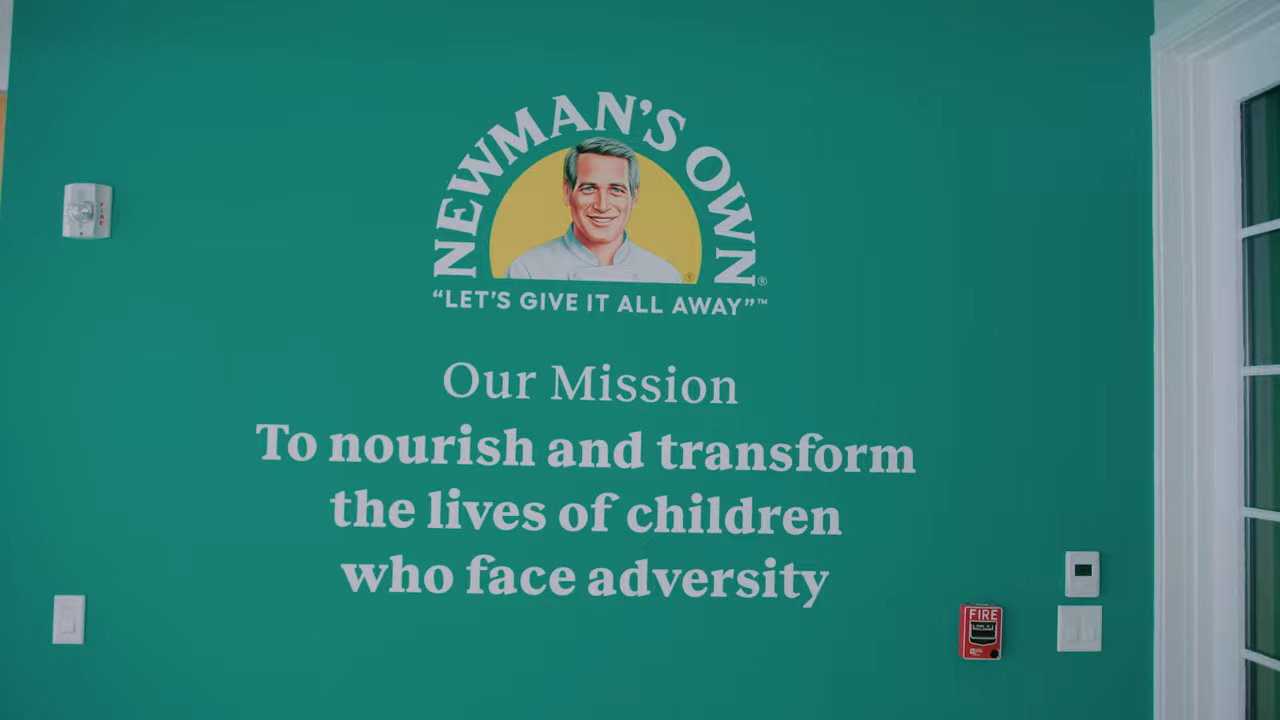 NEWMAN'S OWN®
®
“LET'S GIVE IT ALL AWAY”™
Our Mission
To nourish and transform
the lives of children
who face adversity
FIRE
FIRE